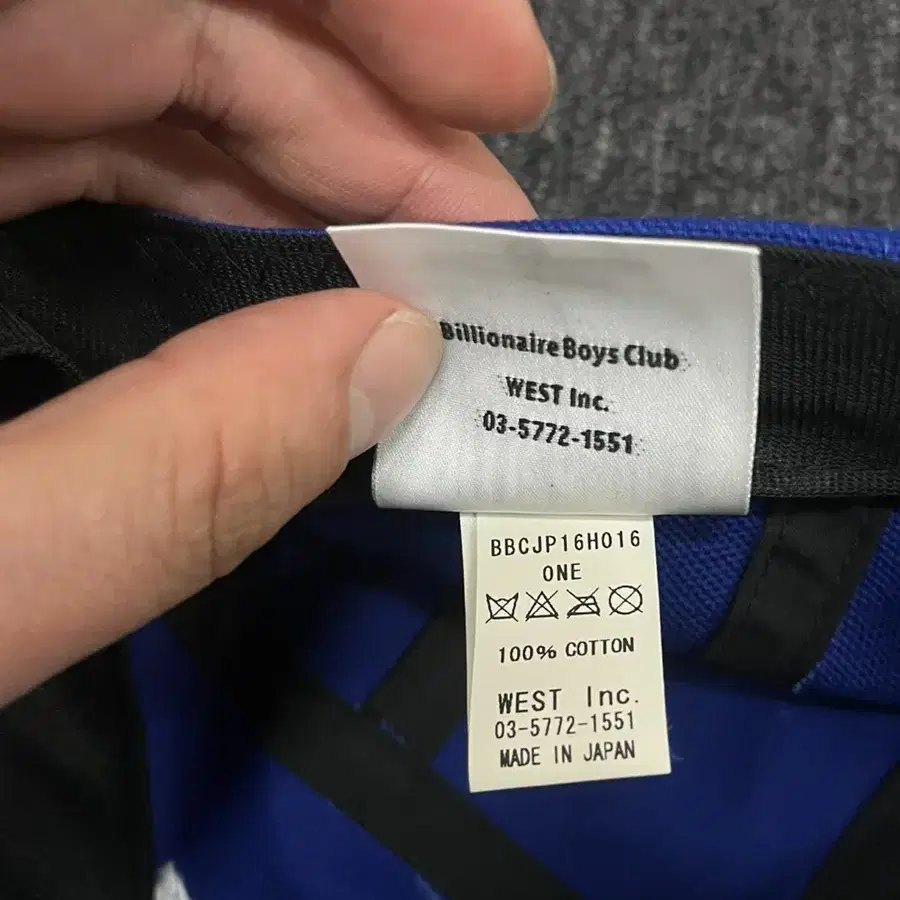 Billionaire Boys Club
WEST Inc.
03-5772-1551
BBCJP16H016
ONE
100% COTTON
WEST Inc.
03-5772-1551
MADE IN JAPAN